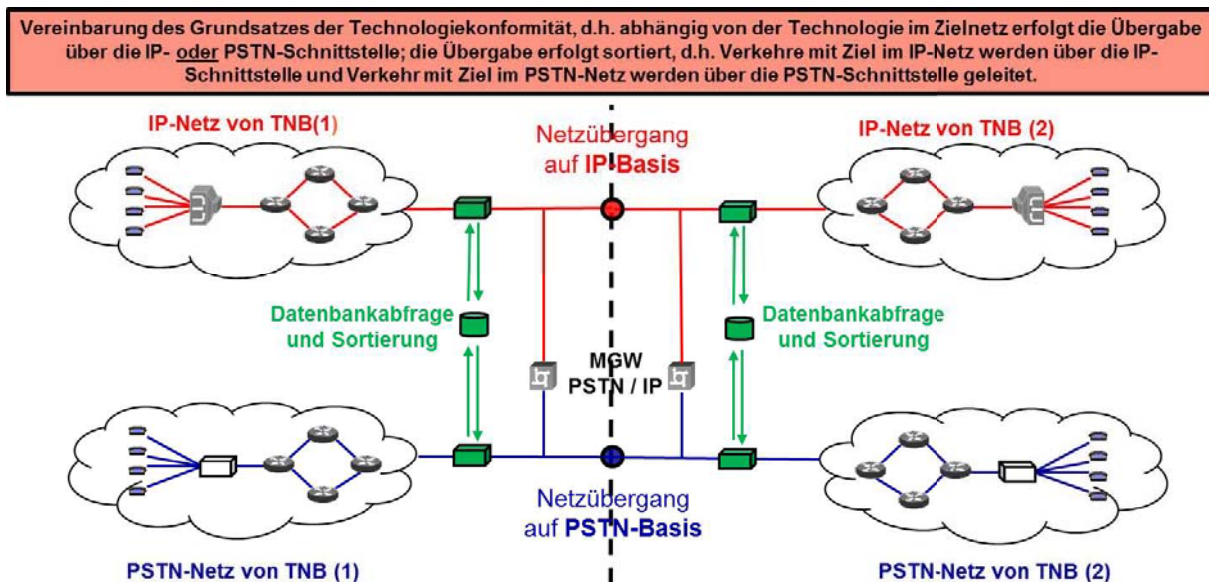 Vereinbarung des Grundsatzes der Technologiekonformität, d.h. abhängig von der Technologie im Zielnetz erfolgt die Übergabe
über die IP- oder PSTN-Schnittstelle; die Übergabe erfolgt sortiert, d.h. Verkehre mit Ziel im IP-Netz werden über die IP-
Schnittstelle und Verkehr mit Ziel im PSTN-Netz werden über die PSTN-Schnittstelle geleitet.
IP-Netz von TNB(1)
Netzübergang
auf IP-Basis
IP-Netz von TNB (2)
Datenbankabfrage
und Sortierung
MGW
PSTN / IP
Datenbankabfrage
und Sortierung
Netzübergang
auf PSTN-Basis
PSTN-Netz von TNB (1)
PSTN-Netz von TNB (2)